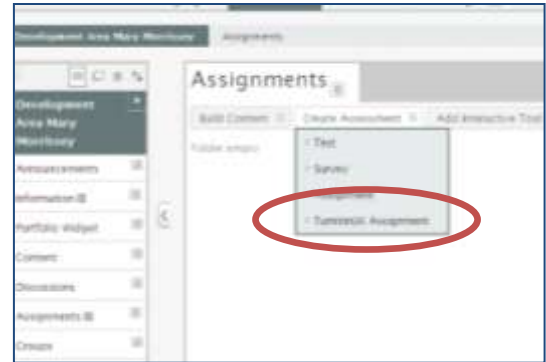 Development Area Mary Morrissey Assignments
Development
Area Mary
Morrissey
Announcements
Information
Portfolio Widget
Content
Discussions
Assignments
Groups
Assignments
Build Content Create Assessment Add Interactive Tool
Folder empty
Test
Survey
Assignment
TurnitinUK Assignment